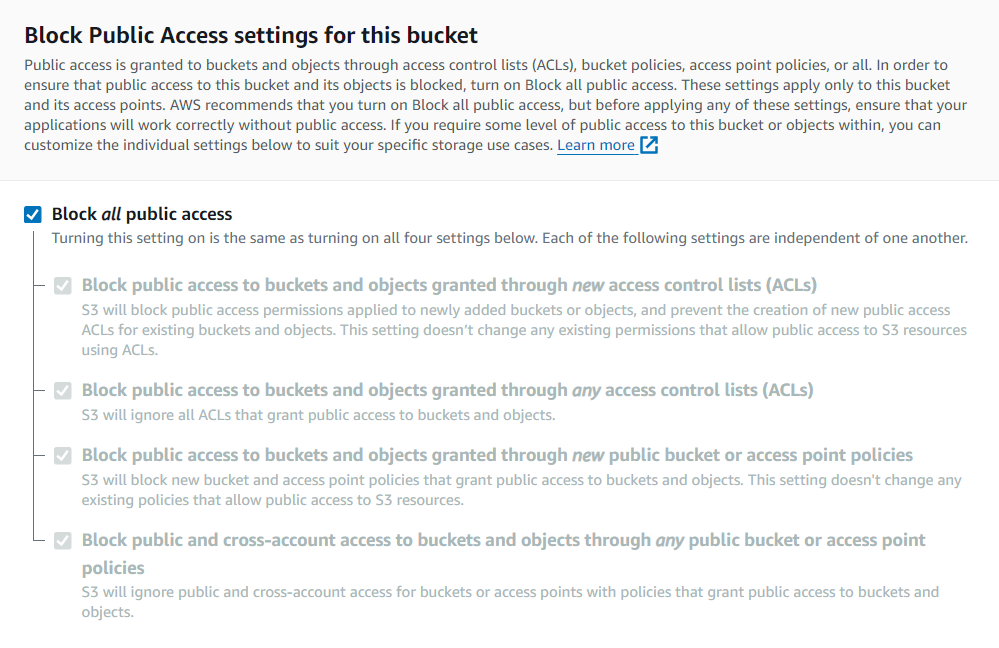 Block Public Access settings for this bucket
Public access is granted to buckets and objects through access control lists (ACLs), bucket policies, access point policies, or all. In order to
ensure that public access to this bucket and its objects is blocked, turn on Block all public access. These settings apply only to this bucket
and its access points. AWS recommends that you turn on Block all public access, but before applying any of these settings, ensure that your
applications will work correctly without public access. If you require some level of public access to this bucket or objects within, you can
customize the individual settings below to suit your specific storage use cases. Learn more
Block all public access
Turning this setting on is the same as turning on all four settings below. Each of the following settings are independent of one another.
Block public access to buckets and objects granted through new access control lists (ACLs)
S3 will block public access permissions applied to newly added buckets or objects, and prevent the creation of new public access
ACLs for existing buckets and objects. This setting doesn't change any existing permissions that allow public access to S3 resources
using ACLs.
Block public access to buckets and objects granted through any access control lists (ACLs)
S3 will ignore all ACLs that grant public access to buckets and objects.
Block public access to buckets and objects granted through new public bucket or access point policies
S3 will block new bucket and access point policies that grant public access to buckets and objects. This setting doesn't change any
existing policies that allow public access to S3 resources.
Block public and cross-account access to buckets and objects through any public bucket or access point
policies
S3 will ignore public and cross-account access for buckets or access points with policies that grant public access to buckets and
objects.